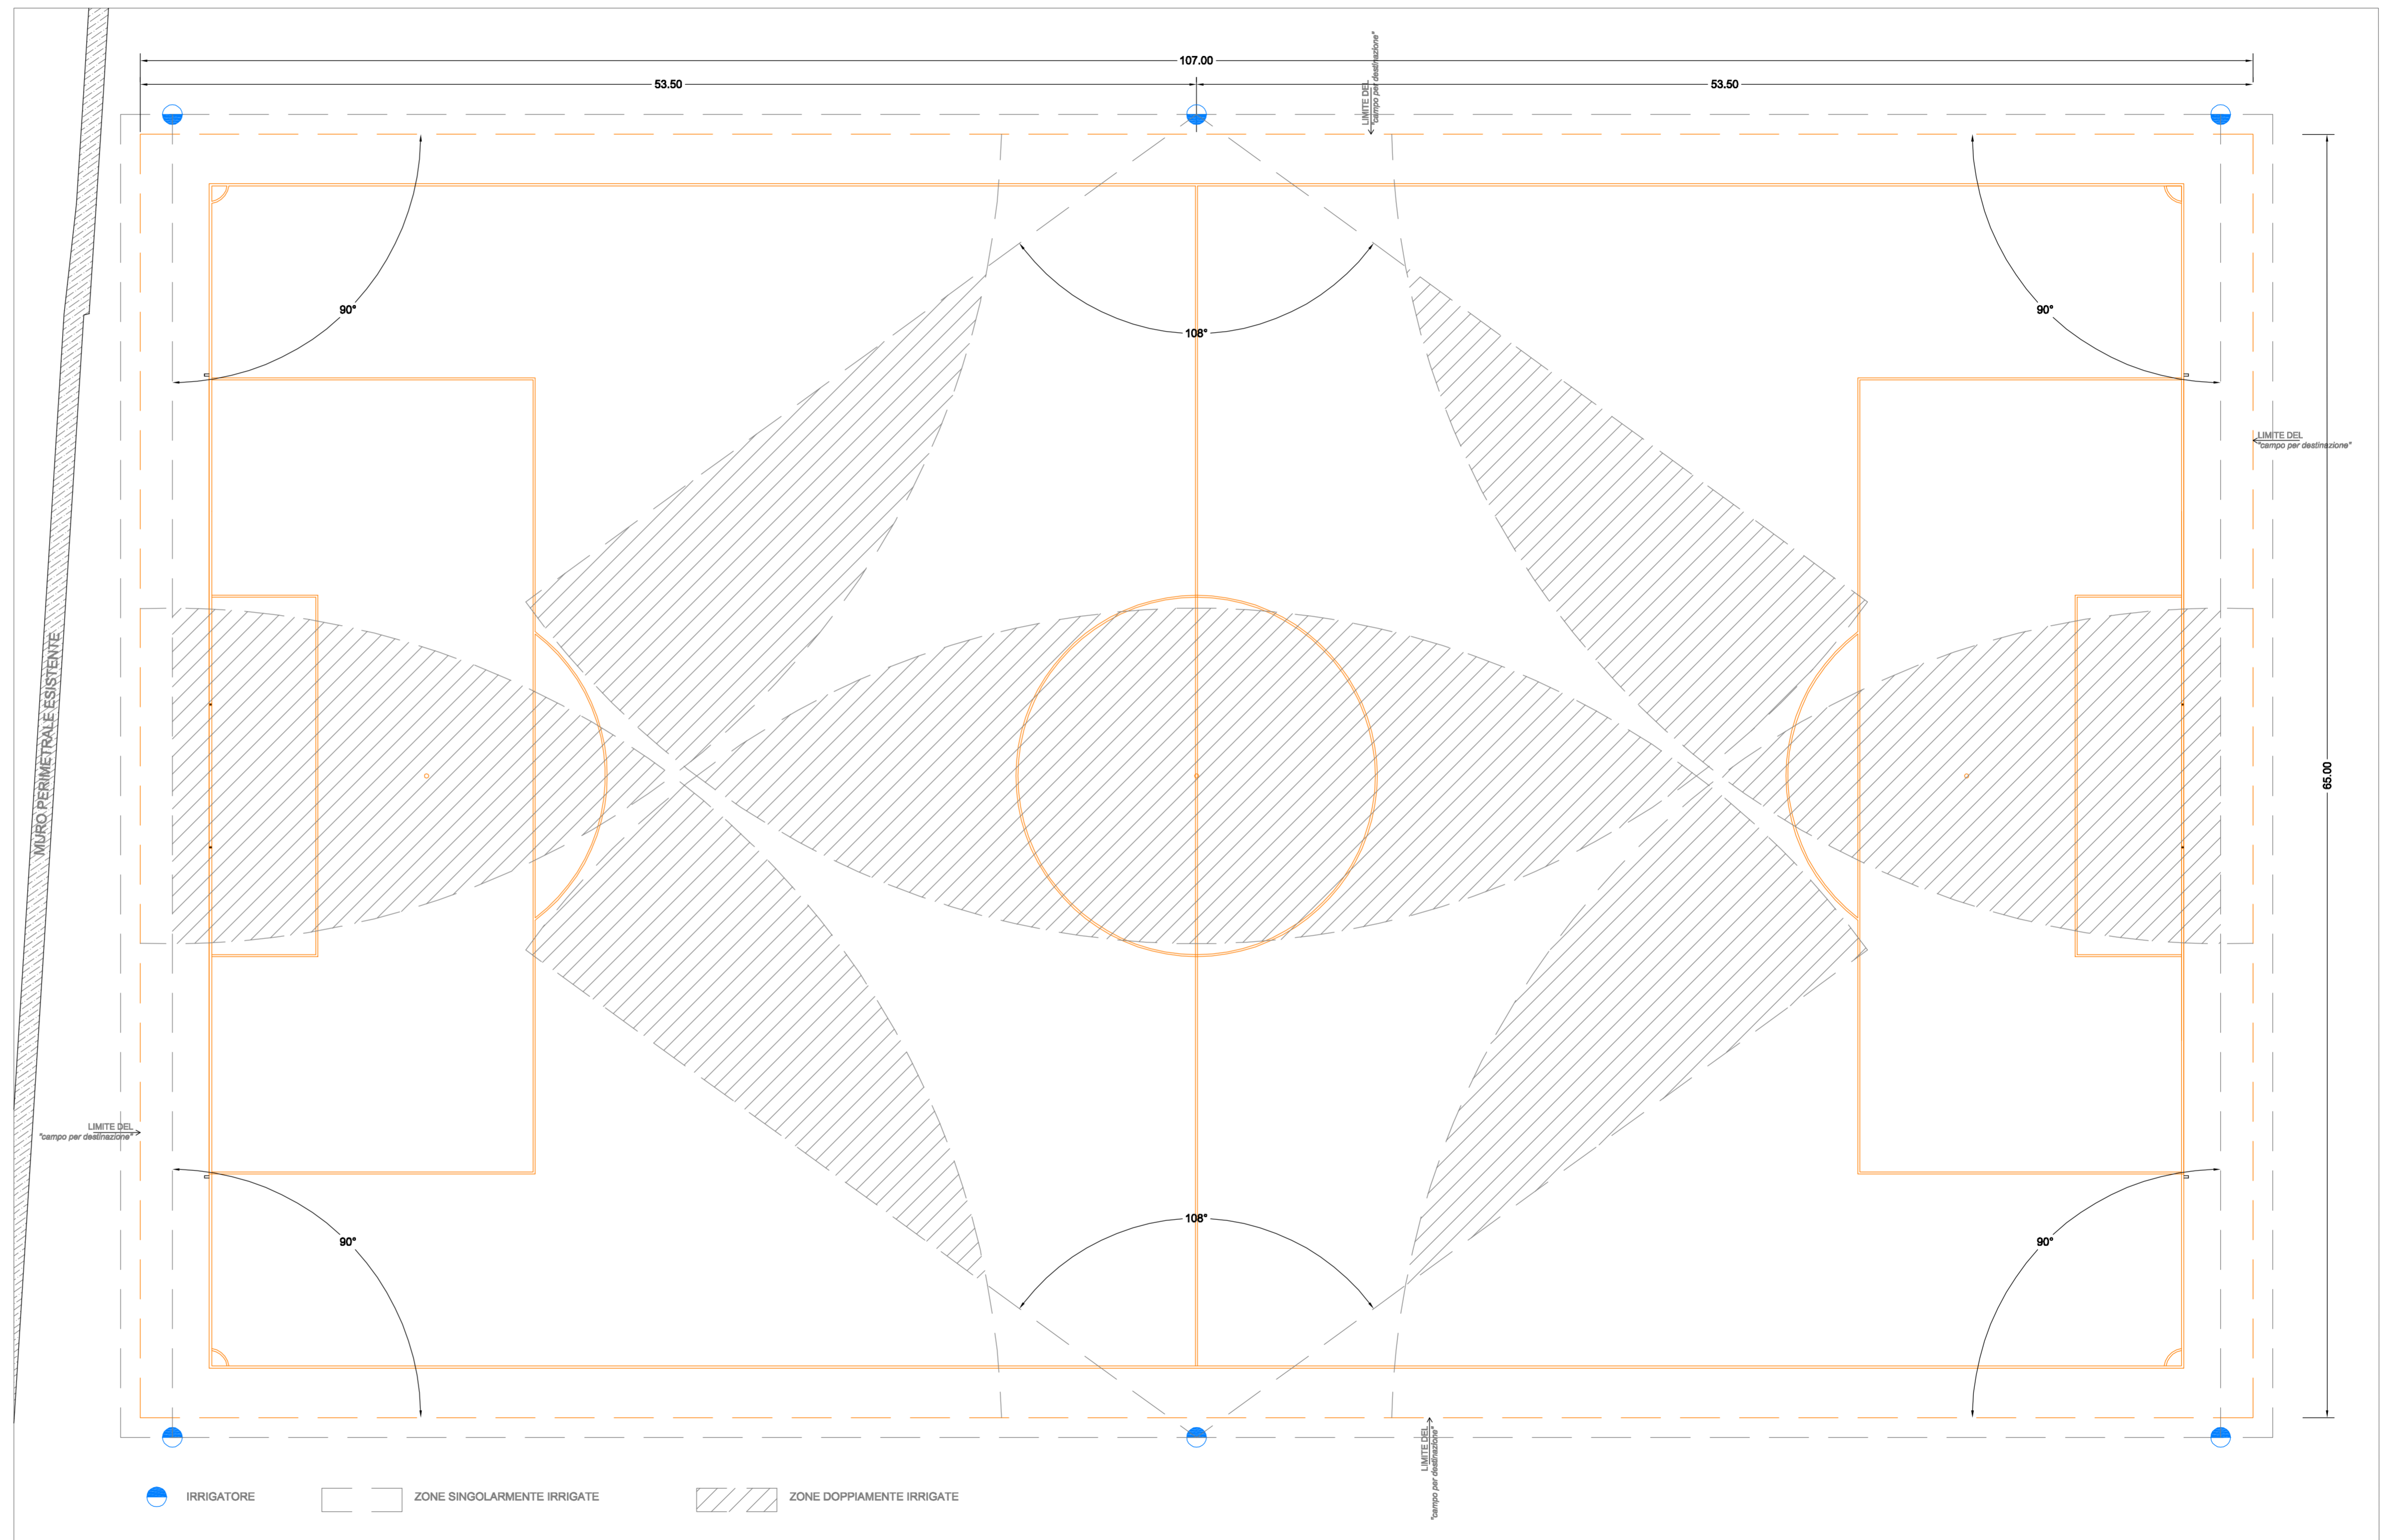 107.00
53.50
53.50
LIMITE DEL
"campo per destinazione"
90°
108°
90°
LIMITE DEL
"campo per destinazione"
MURO PERIMETRALE ESISTENTE
65.00
LIMITE DEL
"campo per destinazione"
90°
108°
90°
LIMITE DEL
"campo per destinazione"
IRRIGATORE
ZONE SINGOLARMENTE IRRIGATE
ZONE DOPPIAMENTE IRRIGATE